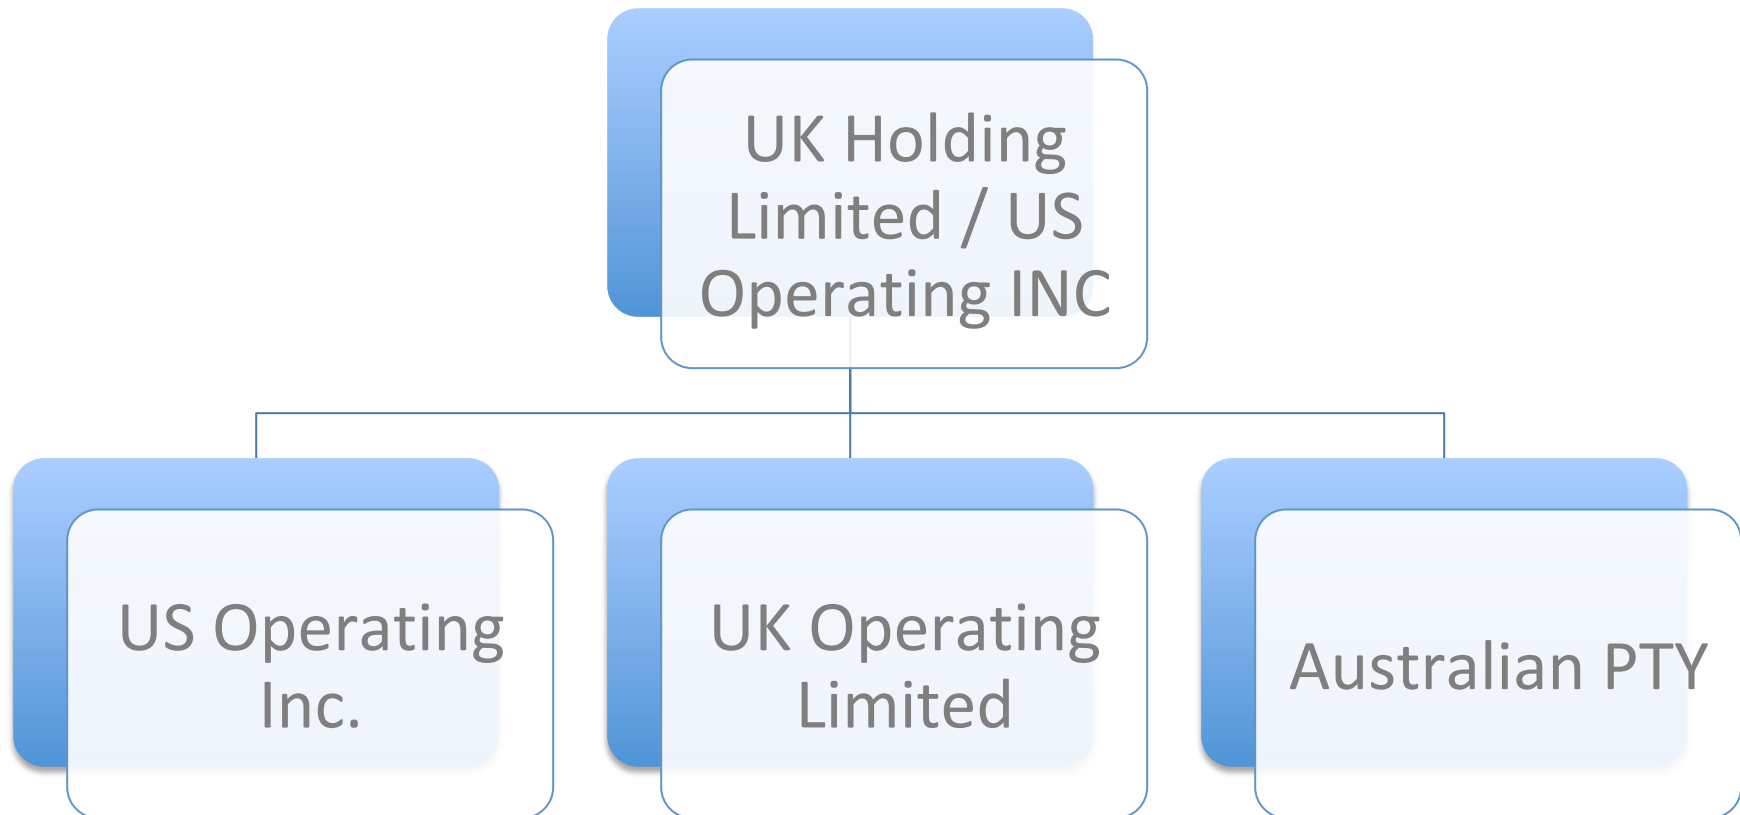 UK Holding
Limited / US
Operating INC
US Operating
Inc.
UK Operating
Limited
Australian PTY